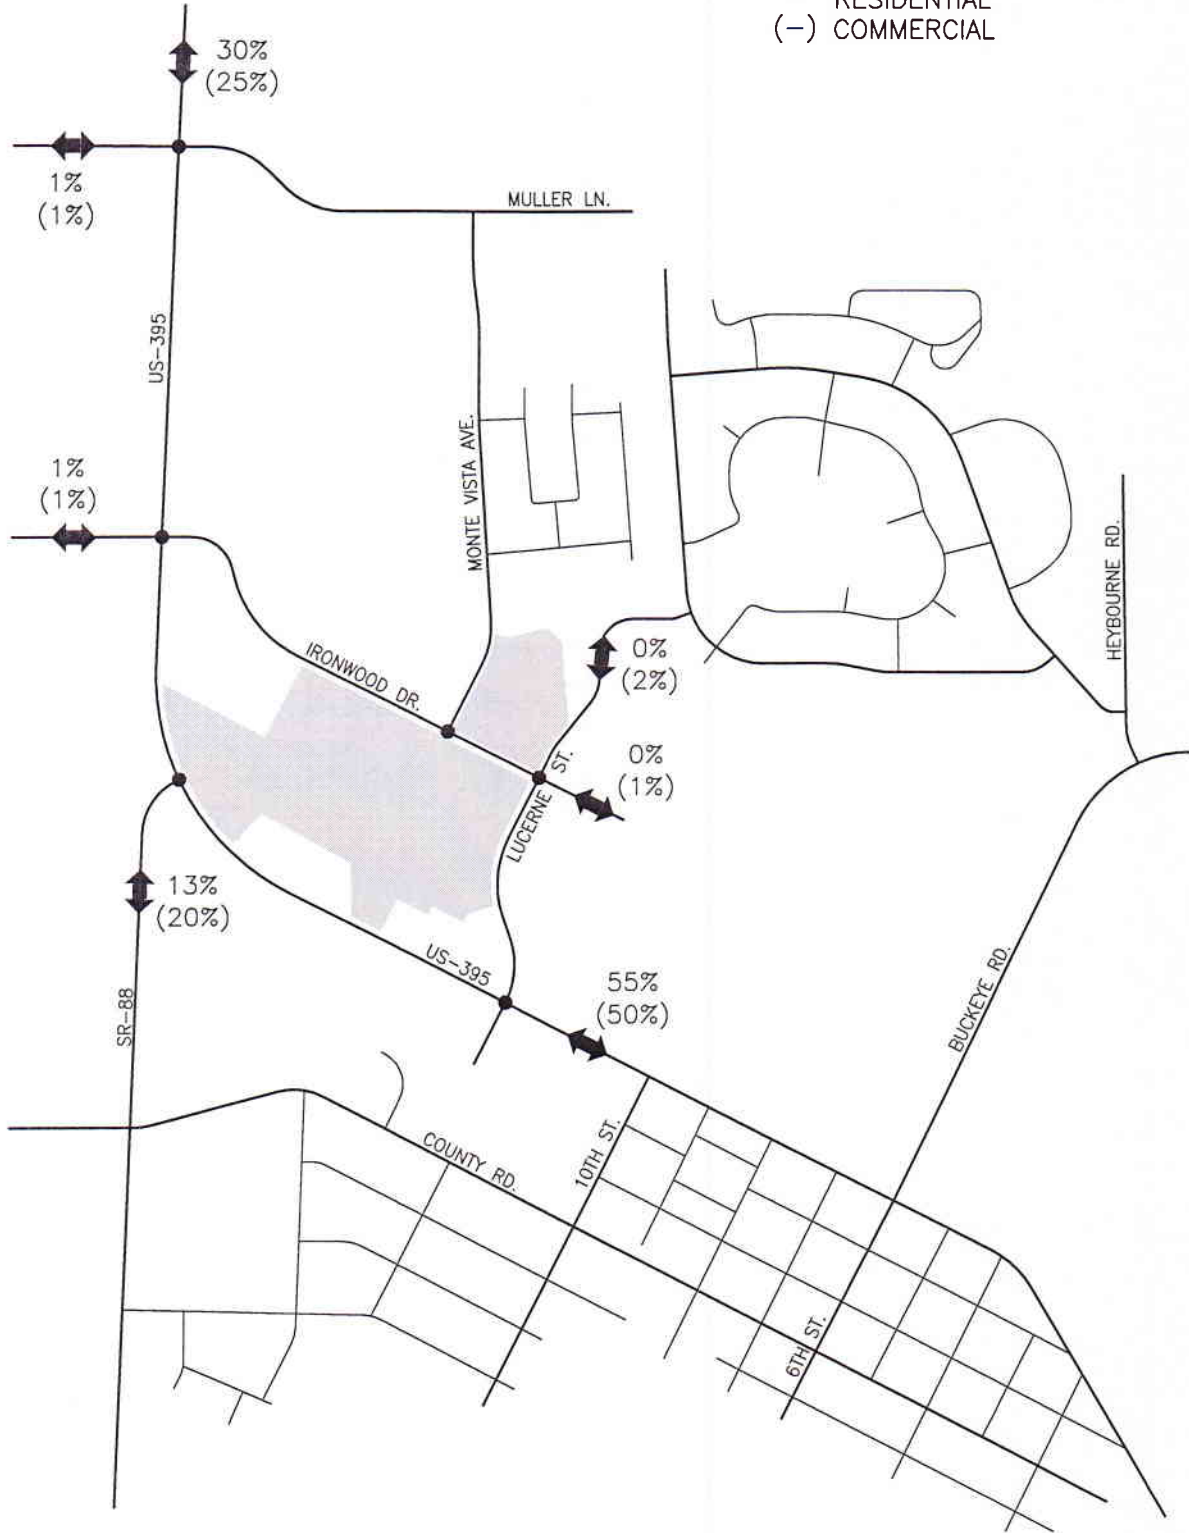 RESIDENTIAL
(-) COMMERCIAL
30%
(25%)
1%
(1%)
MULLER LN.
US-395
MONTE VISTA AVE.
1%
(1%)
HEYBOURNE RD.
IRONWOOD DR.
0%
(2%)
0%
(1%)
LUCERNE ST.
13%
(20%)
US-395
55%
(50%)
SR-88
BUCKEYE RD.
COUNTY RD.
10TH ST.
6TH ST.